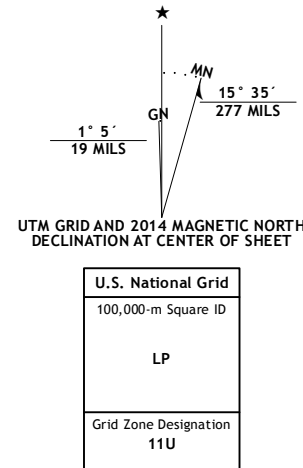 ★
MN
GN
15° 35´
277 MILS
1° 5´
19 MILS
UTM GRID AND 2014 MAGNETIC NORTH
DECLINATION AT CENTER OF SHEET
U.S. National Grid
100,000-m Square ID
LP
Grid Zone Designation
11U